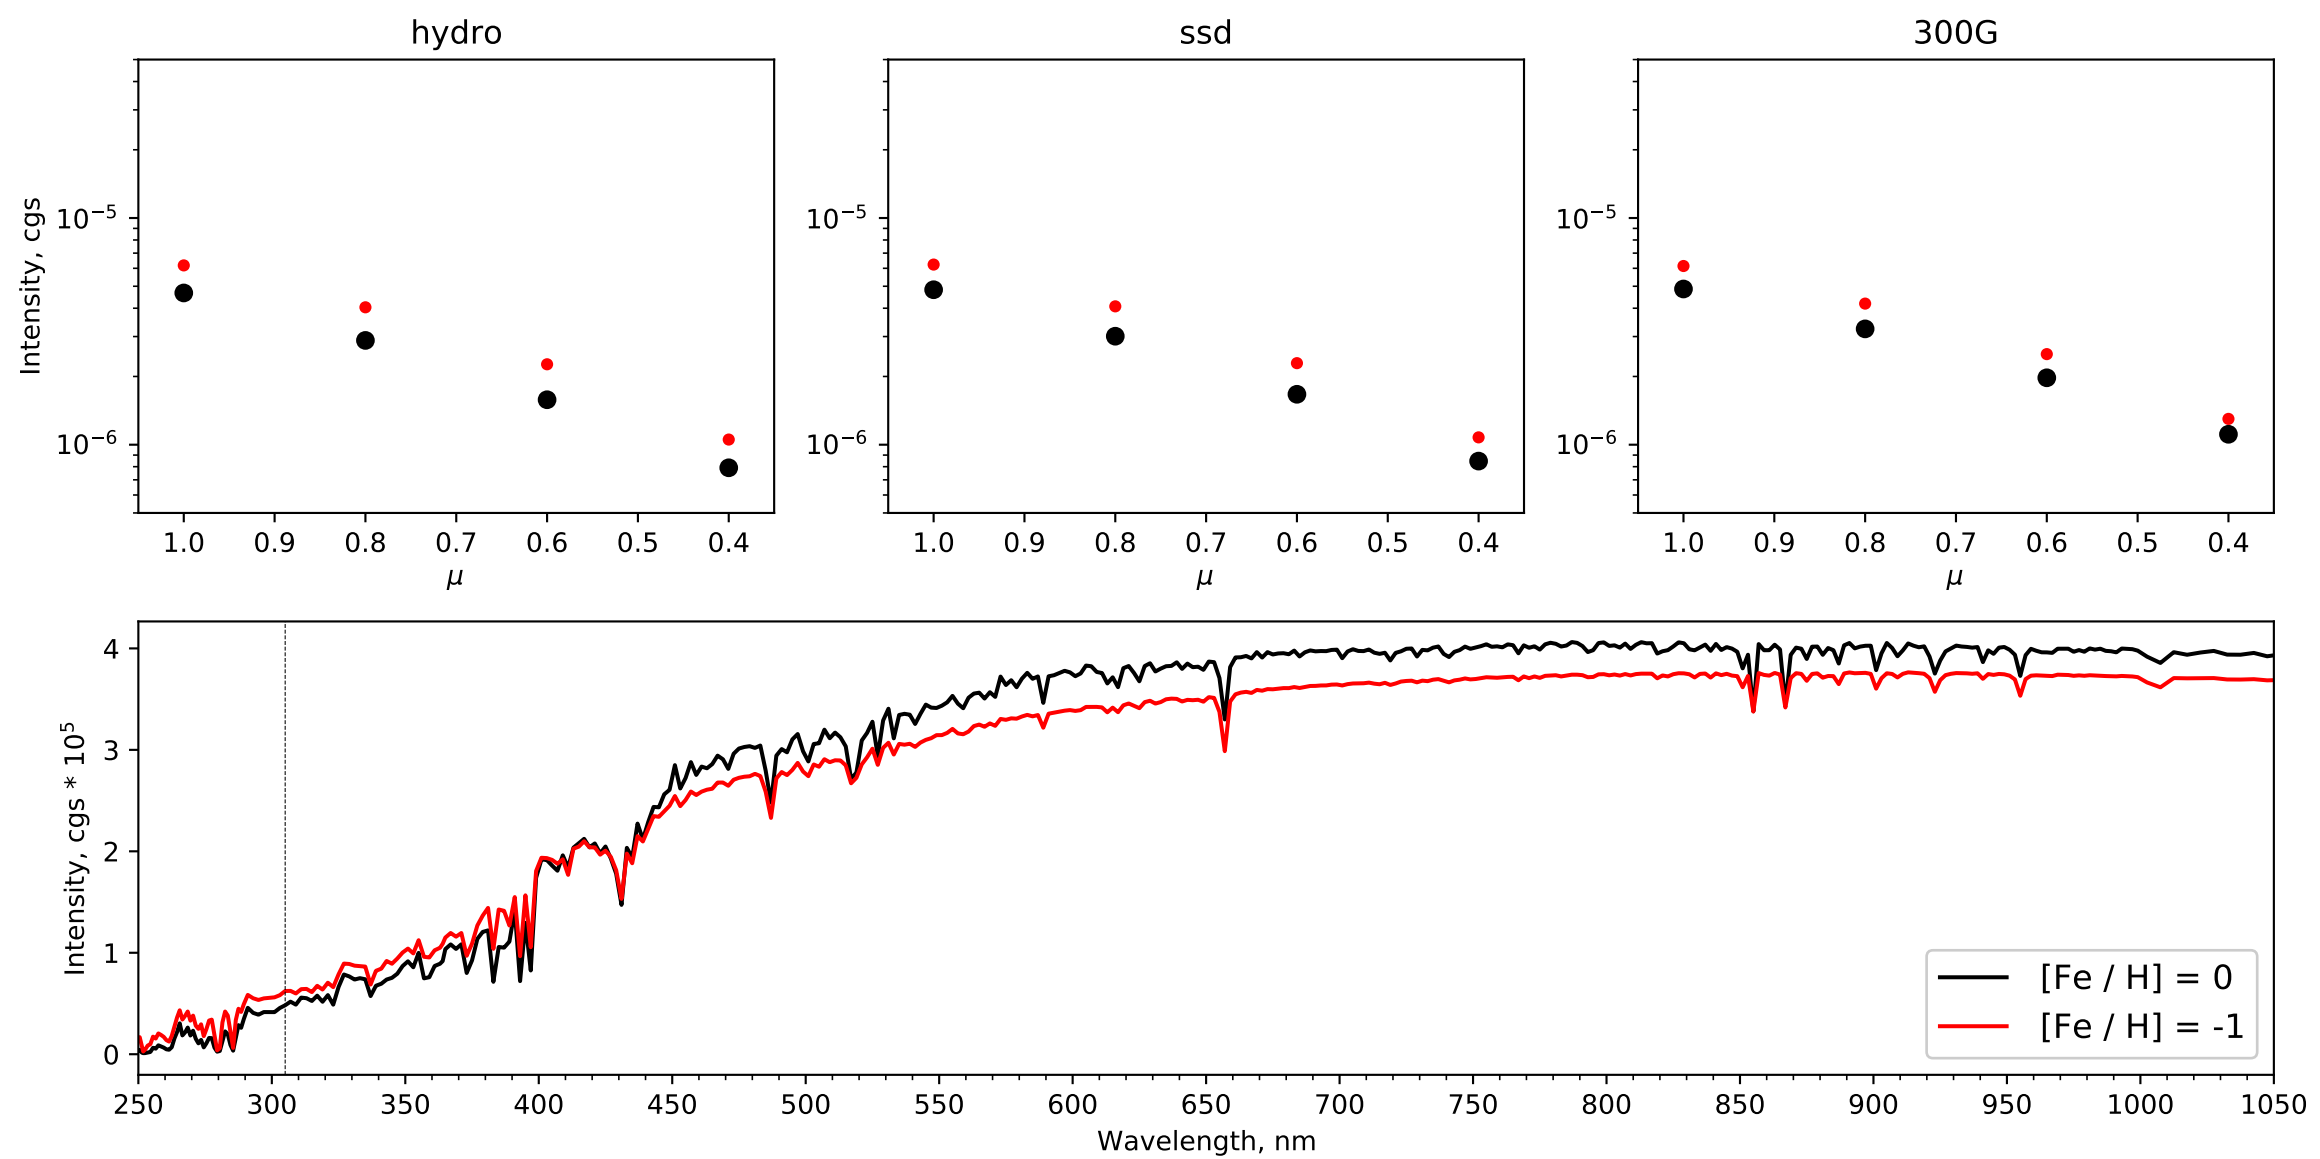 hydro
ssd
300G
Intensity, cgs
10⁻⁵
10⁻⁶
10⁻⁵
10⁻⁶
10⁻⁵
10⁻⁶
1.0 0.9 0.8 0.7 0.6 0.5 0.4
1.0 0.9 0.8 0.7 0.6 0.5 0.4
1.0 0.9 0.8 0.7 0.6 0.5 0.4
μ
μ
μ
Intensity, cgs * 10⁵
4
3
2
1
0
[Fe / H] = 0
[Fe / H] = -1
250 300 350 400 450 500 550 600 650 700 750 800 850 900 950 1000 1050
Wavelength, nm